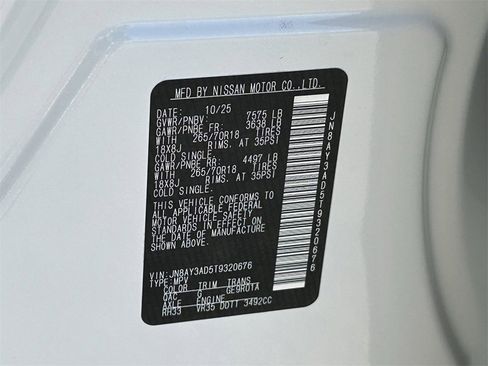 MFD BY NISSAN MOTOR CO.,LTD.
DATE: 10/25
GVWR/PNBV: 7575 LB
GAWR/PNBE FR: 3638 LB
WITH 265/70R18 TIRES
18X8J RIMS, AT 35PSI
COLD SINGLE.
GAWR/PNBE RR: 4497 LB
WITH 265/70R18 TIRES
18X8J RIMS, AT 35PSI
COLD SINGLE.
THIS VEHICLE CONFORMS TO
ALL APPLICABLE FEDERAL
MOTOR VEHICLE SAFETY
STANDARDS IN EFFECT ON
THE DATE OF MANUFACTURE
SHOWN ABOVE.
VIN: JN8AY3AD5T9320676
TYPE: MPV
COLOR TRIM TRANS
QAC G GE9R01A
AXLE ENGINE
RH33 VR35 DDTT 3492CC
JN8AY3AD5T9320676